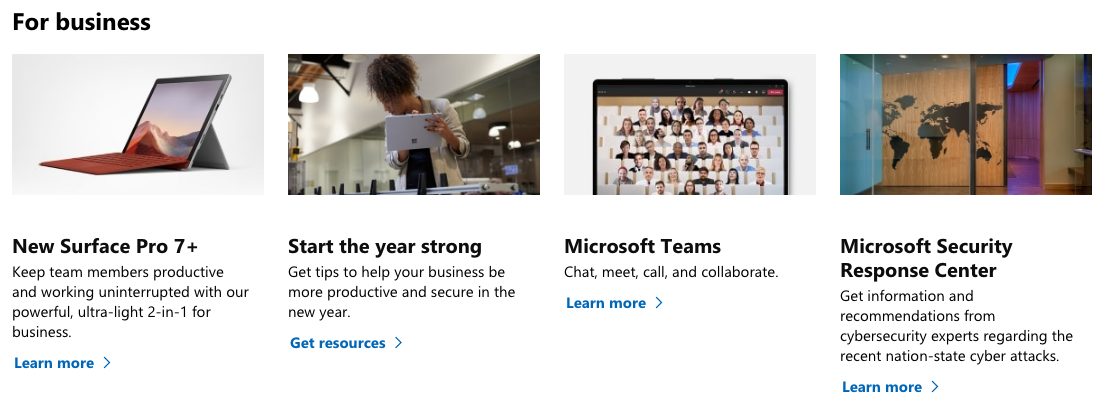 For business
New Surface Pro 7+
Keep team members productive
and working uninterrupted with our
powerful, ultra-light 2-in-1 for
business.
Learn more
Start the year strong
Get tips to help your business be
more productive and secure in the
new year.
Get resources
Microsoft Teams
Chat, meet, call, and collaborate.
Learn more
Microsoft Security
Response Center
Get information and
recommendations from
cybersecurity experts regarding the
recent nation-state cyber attacks.
Learn more